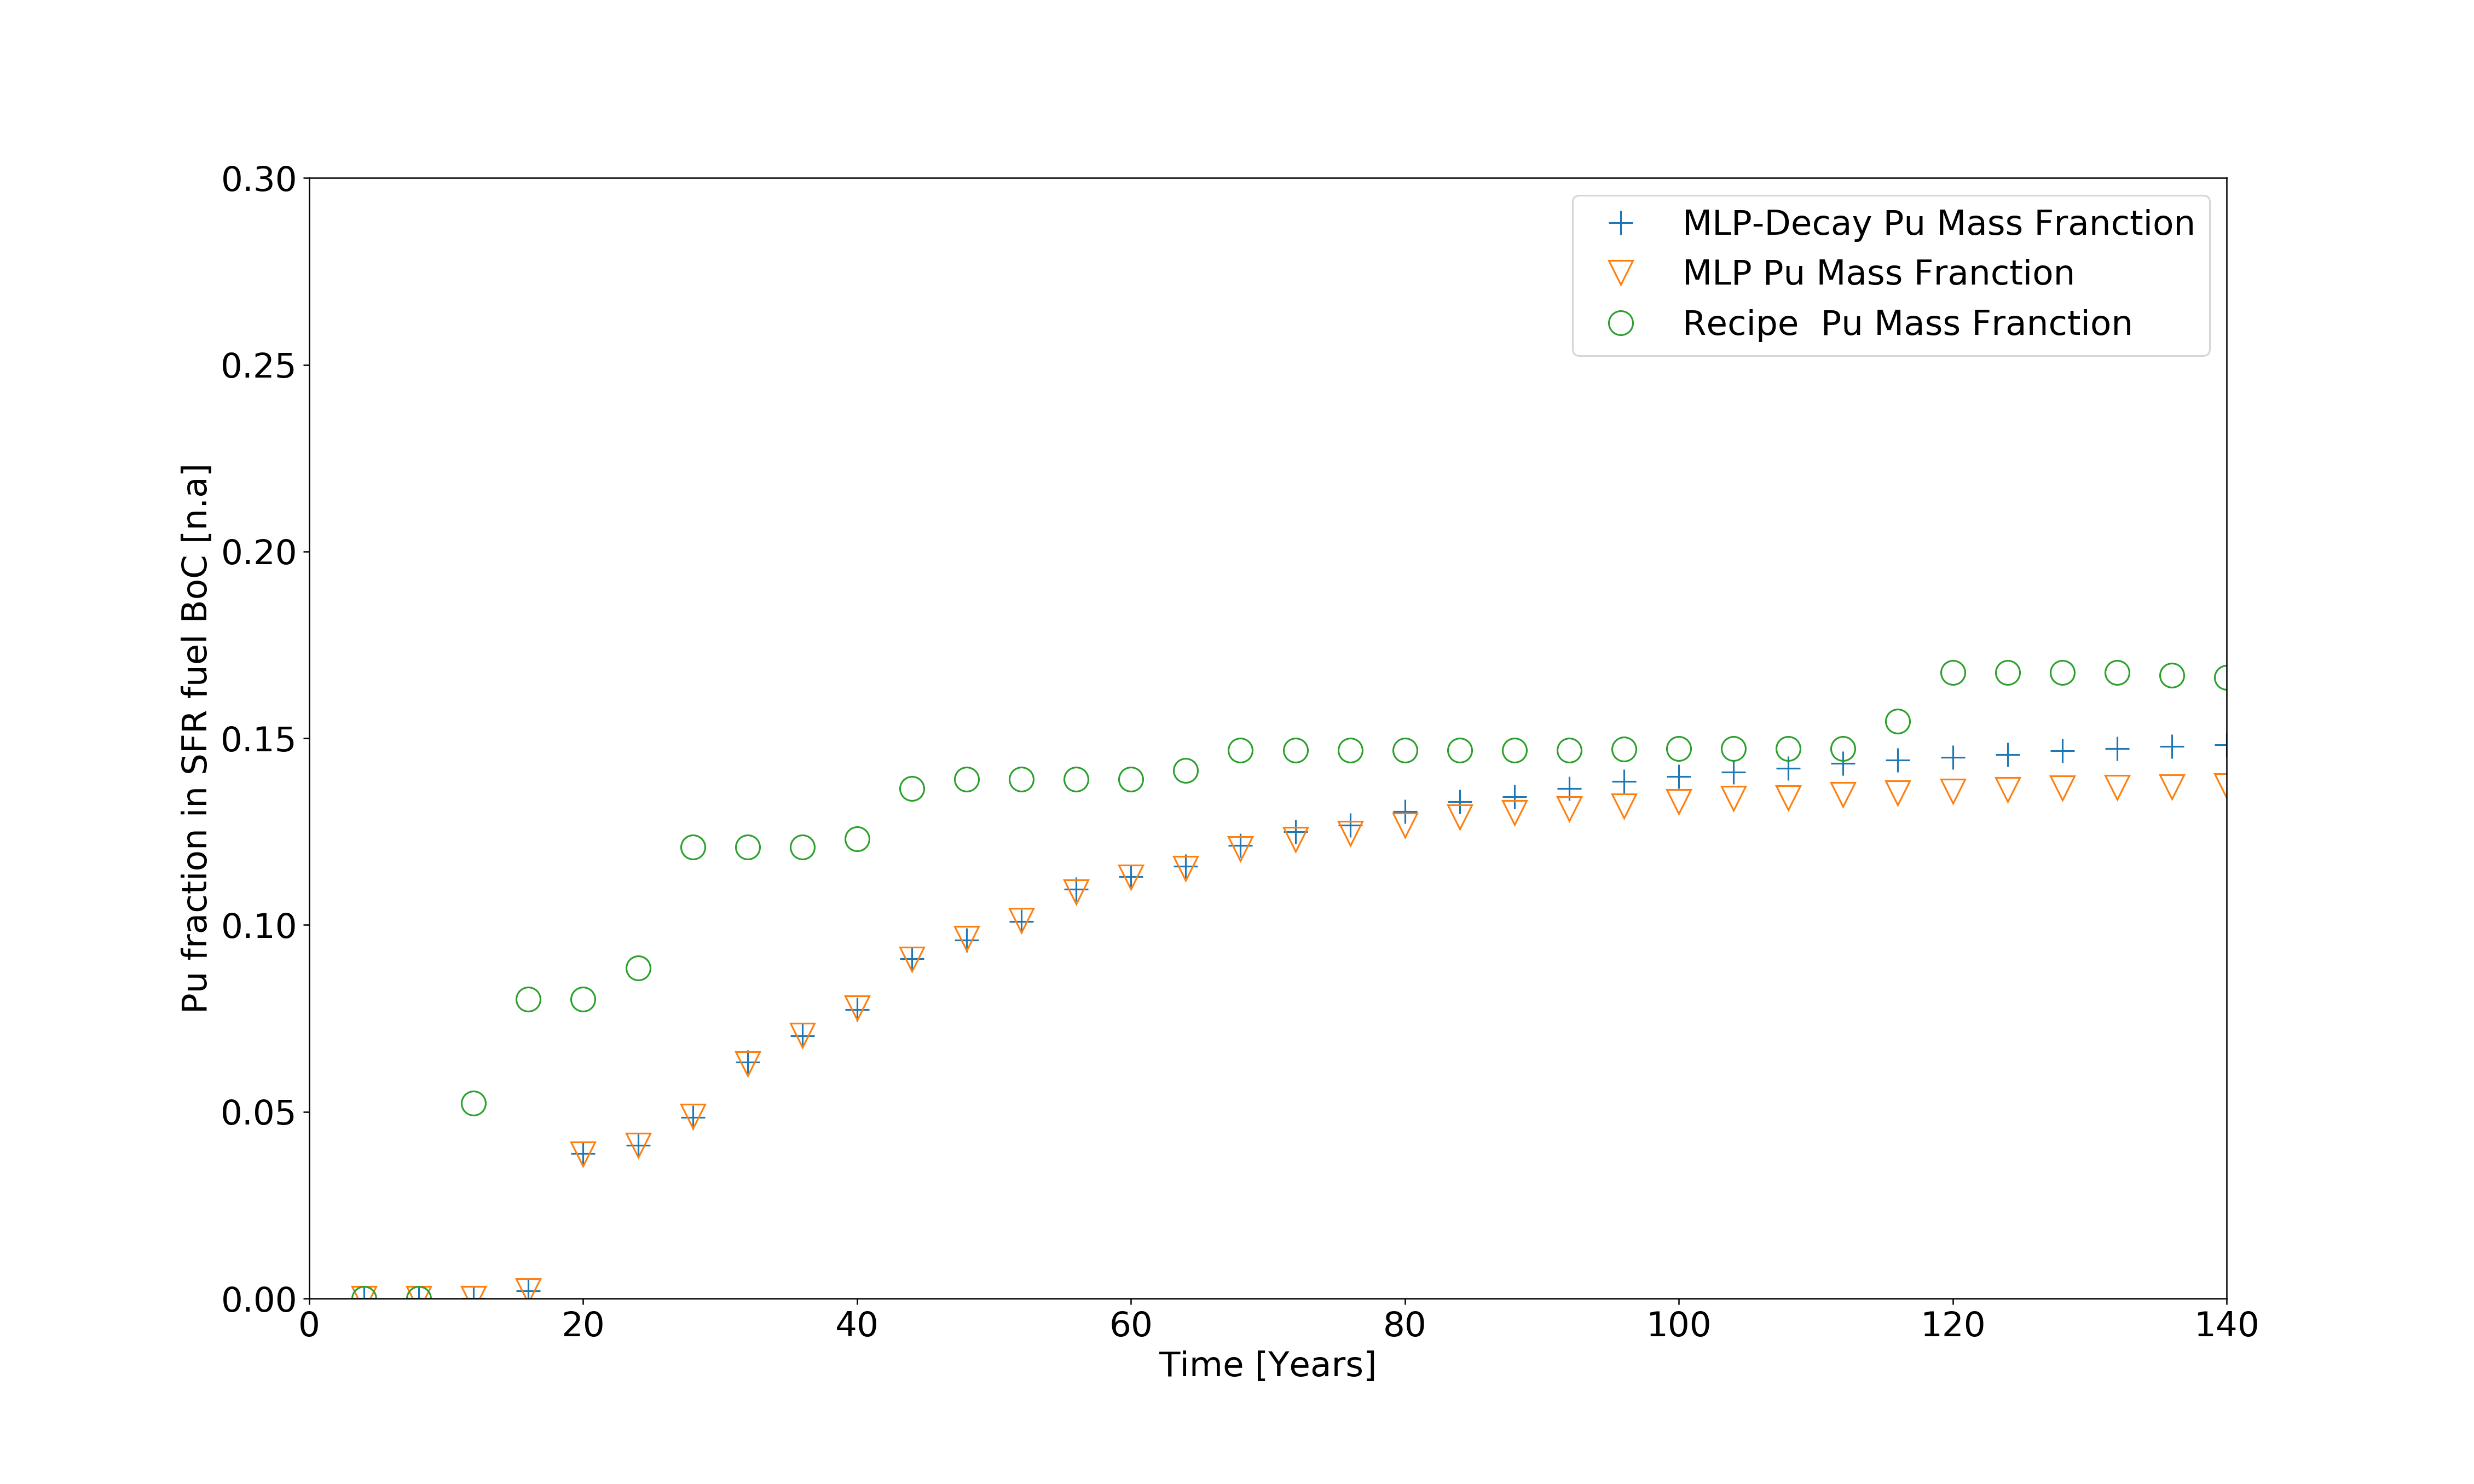 0.30
0.25
0.20
0.15
0.10
0.05
0.00
Pu fraction in SFR fuel BoC [n.a]
MLP-Decay Pu Mass Franction
MLP Pu Mass Franction
Recipe  Pu Mass Franction
0 20 40 60 80 100 120 140
Time [Years]